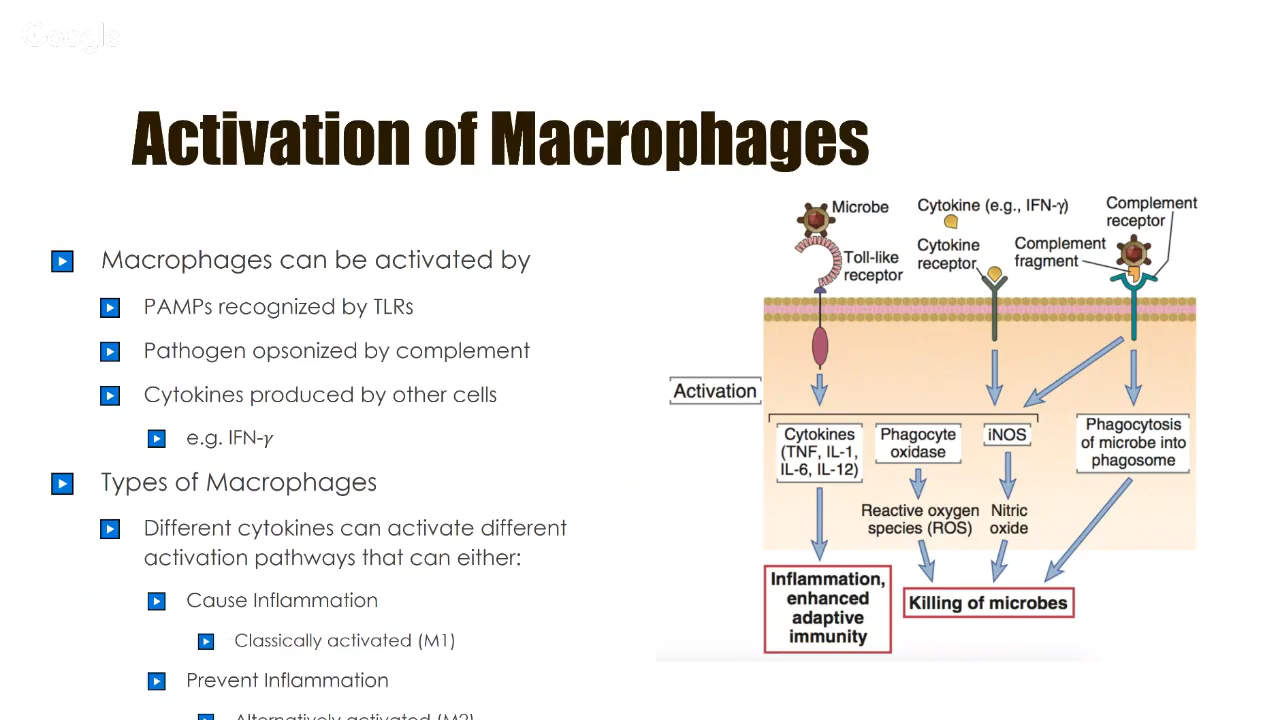 Google
Activation of Macrophages
Macrophages can be activated by
PAMPs recognized by TLRs
Pathogen opsonized by complement
Cytokines produced by other cells
e.g. IFN-γ
Types of Macrophages
Different cytokines can activate different
activation pathways that can either:
Cause Inflammation
Classically activated (M1)
Prevent Inflammation
Alternatively activated (M2)
Microbe
Toll-like
receptor
Cytokine (e.g., IFN-γ)
Cytokine
receptor
Complement
fragment
Complement
receptor
Activation
Cytokines
(TNF, IL-1,
IL-6, IL-12)
Phagocyte
oxidase
iNOS
Phagocytosis
of microbe into
phagosome
Reactive oxygen
species (ROS)
Nitric
oxide
Inflammation,
enhanced
adaptive
immunity
Killing of microbes